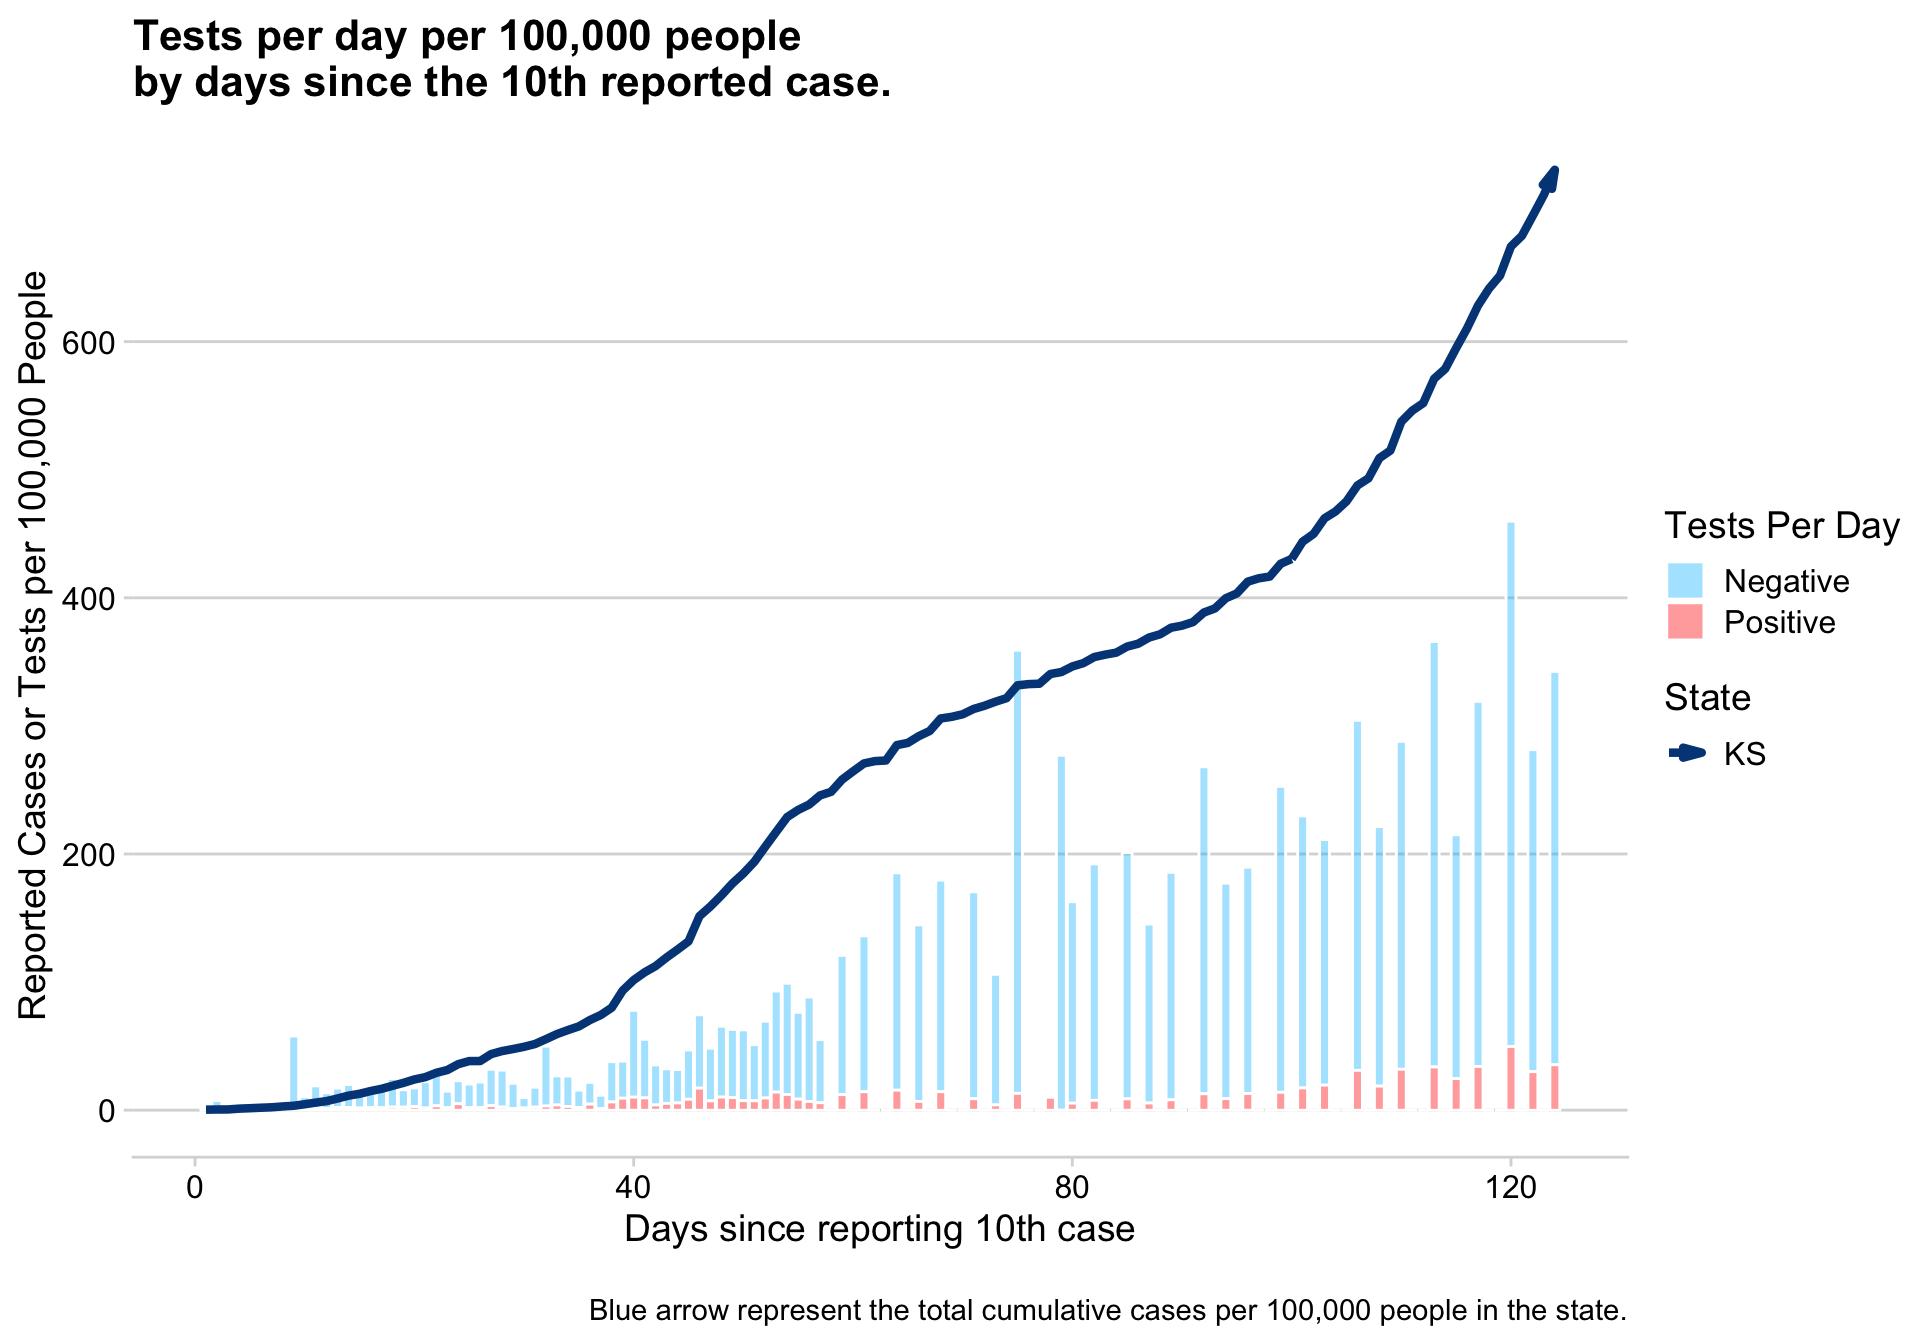 Tests per day per 100,000 people
by days since the 10th reported case.
Reported Cases or Tests per 100,000 People
600
400
200
0
0
40
80
120
Days since reporting 10th case
Tests Per Day
Negative
Positive
State
KS
Blue arrow represent the total cumulative cases per 100,000 people in the state.